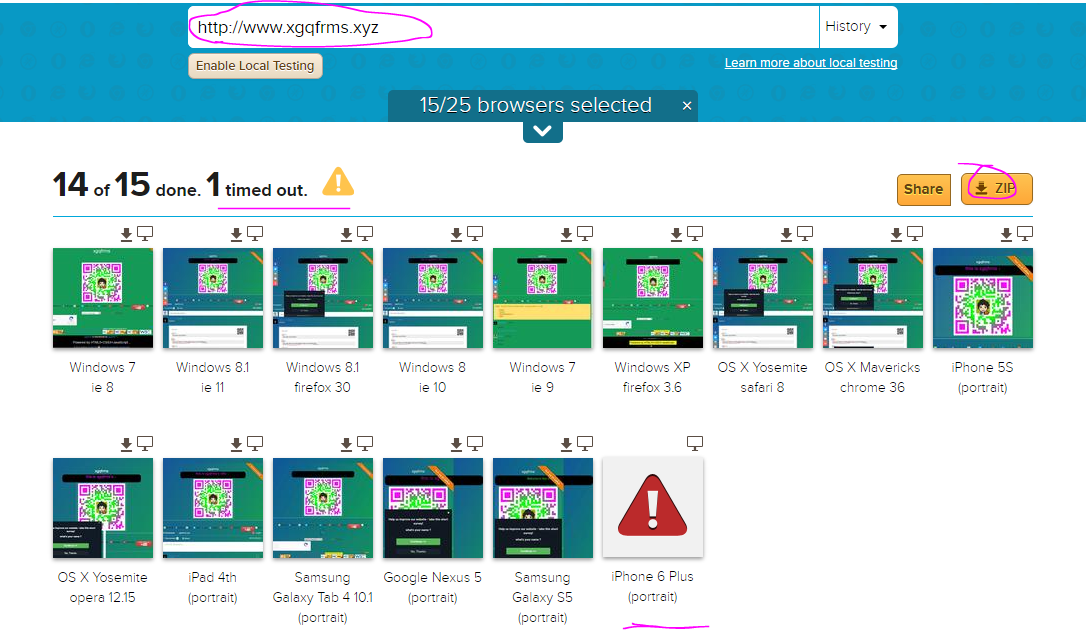 http://www.xgqfrms.xyz
History
Enable Local Testing
Learn more about local testing
15/25 browsers selected ×
14 of 15 done. 1 timed out.
Share
ZIP
Windows 7
ie 8
Windows 8.1
ie 11
Windows 8.1
firefox 30
Windows 8
ie 10
Windows 7
ie 9
Windows XP
firefox 3.6
OS X Yosemite
safari 8
OS X Mavericks
chrome 36
iPhone 5S
(portrait)
OS X Yosemite
opera 12.15
iPad 4th
(portrait)
Samsung
Galaxy Tab 4 10.1
(portrait)
Google Nexus 5
(portrait)
Samsung
Galaxy S5
(portrait)
iPhone 6 Plus
(portrait)